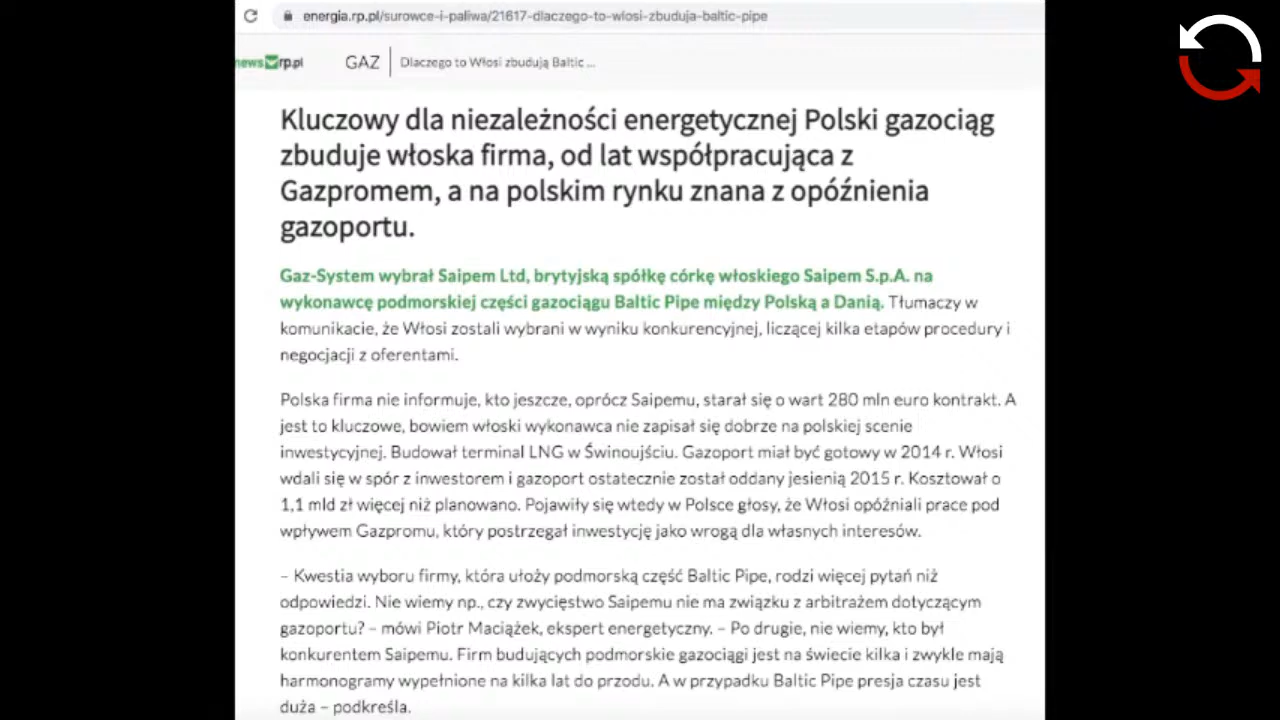 energia.rp.pl/surowce-i-paliwa/21617-dlaczego-to-wlosi-zbuduja-baltic-pipe
news rp.pl GAZ Dlaczego to Włosi zbudują Baltic ...
Kluczowy dla niezależności energetycznej Polski gazociąg
zbuduje włoska firma, od lat współpracująca z
Gazpromem, a na polskim rynku znana z opóźnienia
gazoportu.
Gaz-System wybrał Saipem Ltd, brytyjską spółkę córkę włoskiego Saipem S.p.A. na
wykonawcę podmorskiej części gazociągu Baltic Pipe między Polską a Danią. Tłumaczy w
komunikacie, że Włosi zostali wybrani w wyniku konkurencyjnej, liczącej kilka etapów procedury i
negocjacji z oferentami.
Polska firma nie informuje, kto jeszcze, oprócz Saipemu, starał się o wart 280 mln euro kontrakt. A
jest to kluczowe, bowiem włoski wykonawca nie zapisał się dobrze na polskiej scenie
inwestycyjnej. Budował terminal LNG w Świnoujściu. Gazoport miał być gotowy w 2014 r. Włosi
wdali się w spór z inwestorem i gazoport ostatecznie został oddany jesienią 2015 r. Kosztował o
1,1 mld zł więcej niż planowano. Pojawiły się wtedy w Polsce głosy, że Włosi opóźniali prace pod
wpływem Gazpromu, który postrzegał inwestycję jako wrogą dla własnych interesów.
– Kwestia wyboru firmy, która ułoży podmorską część Baltic Pipe, rodzi więcej pytań niż
odpowiedzi. Nie wiemy np., czy zwycięstwo Saipemu nie ma związku z arbitrażem dotyczącym
gazoportu? – mówi Piotr Maciążek, ekspert energetyczny. – Po drugie, nie wiemy, kto był
konkurentem Saipemu. Firm budujących podmorskie gazociągi jest na świecie kilka i zwykle mają
harmonogramy wypełnione na kilka lat do przodu. A w przypadku Baltic Pipe presja czasu jest
duża – podkreśla.